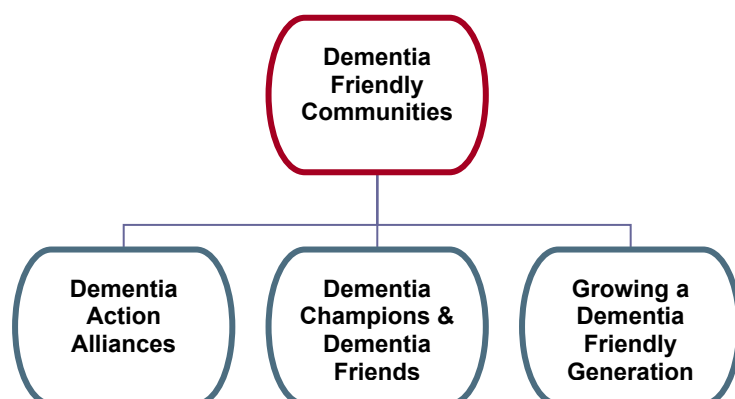 Dementia
Friendly
Communities
Dementia
Action
Alliances
Dementia
Champions &
Dementia
Friends
Growing a
Dementia
Friendly
Generation